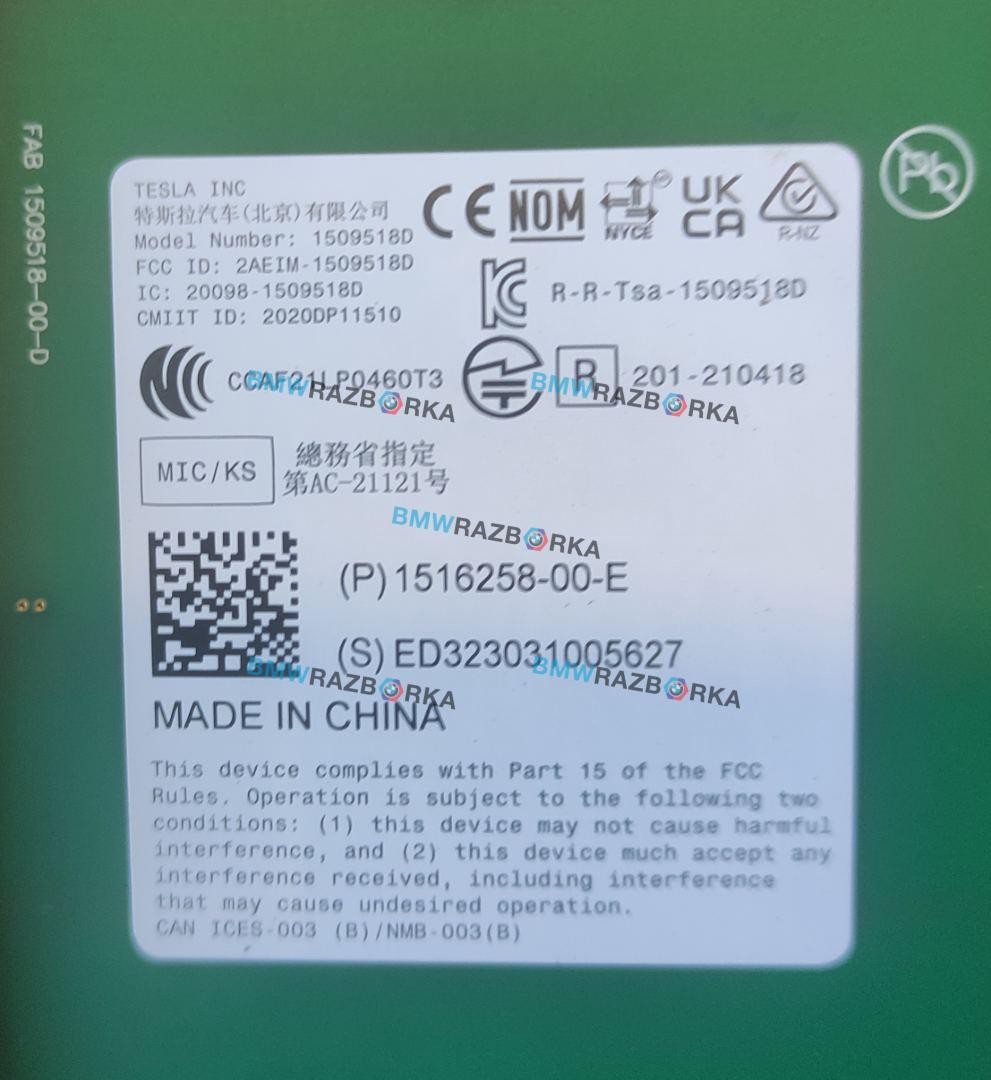 FAB 1509518-00-D
Pb
TESLA INC
特斯拉汽车(北京)有限公司
Model Number: 1509518D
FCC ID: 2AEIM-1509518D
IC: 20098-1509518D
CMIIT ID: 2020DP11510
CE NOM NYCE UK CA R-NZ
KC R-R-Tsa-1509518D
CCAF21LP0460T3
R 201-210418
MIC/KS
總務省指定
第AC-21121号
(P)1516258-00-E
(S)ED323031005627
MADE IN CHINA
This device complies with Part 15 of the FCC
Rules. Operation is subject to the following two
conditions: (1) this device may not cause harmful
interference, and (2) this device much accept any
interference received, including interference
that may cause undesired operation.
CAN ICES-003 (B)/NMB-003(B)
BMWRAZBORKA
BMWRAZBORKA
BMWRAZBORKA
BMWRAZBORKA
BMWRAZBORKA